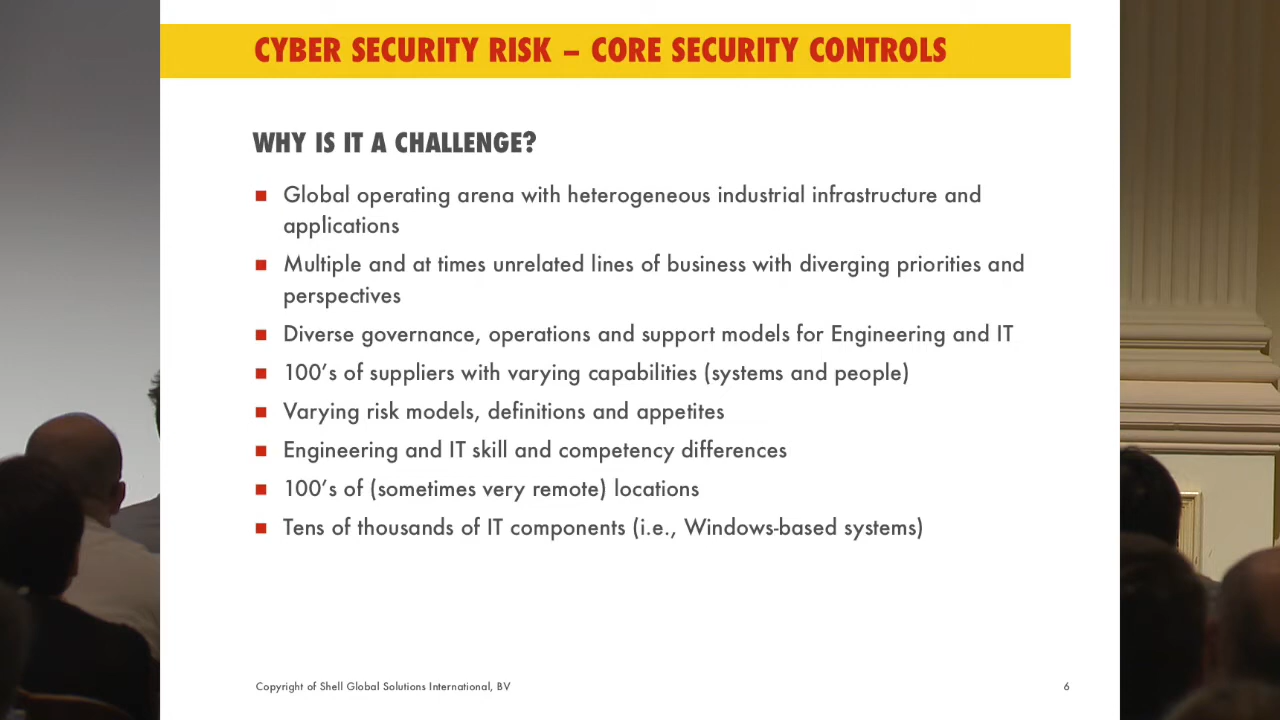 CYBER SECURITY RISK – CORE SECURITY CONTROLS
WHY IS IT A CHALLENGE?
■ Global operating arena with heterogeneous industrial infrastructure and
applications
■ Multiple and at times unrelated lines of business with diverging priorities and
perspectives
■ Diverse governance, operations and support models for Engineering and IT
■ 100's of suppliers with varying capabilities (systems and people)
■ Varying risk models, definitions and appetites
■ Engineering and IT skill and competency differences
■ 100's of (sometimes very remote) locations
■ Tens of thousands of IT components (i.e., Windows-based systems)
Copyright of Shell Global Solutions International, BV
6